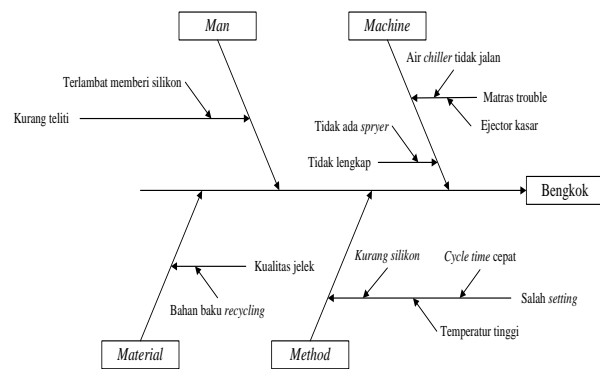 Man
Machine
Air chiller tidak jalan
Terlambat memberi silikon
Matras trouble
Kurang teliti
Tidak ada spryer
Ejector kasar
Tidak lengkap
Bengkok
Kurang silikon
Cycle time cepat
Kualitas jelek
Salah setting
Bahan baku recycling
Temperatur tinggi
Material
Method